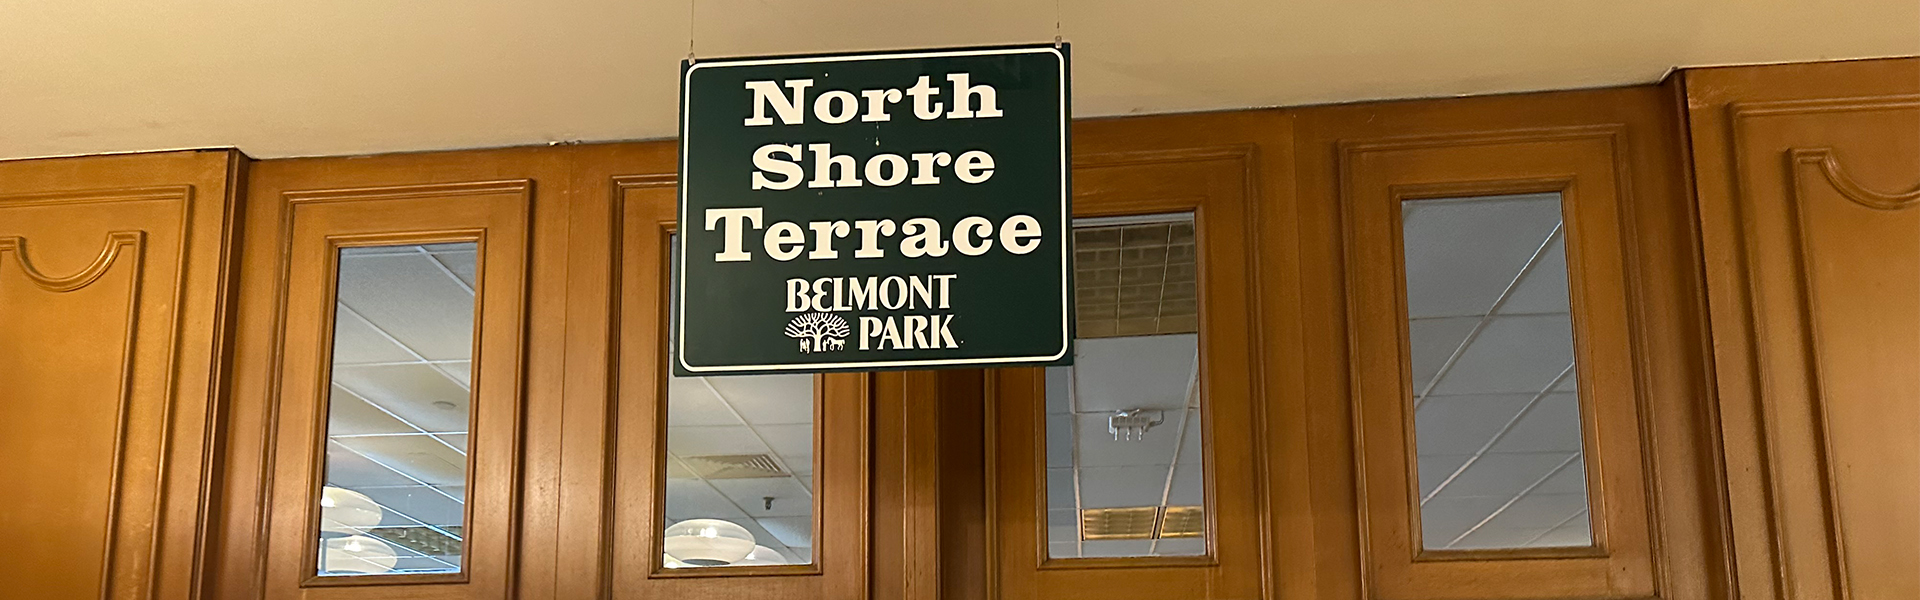 North
Shore
Terrace
BELMONT
PARK